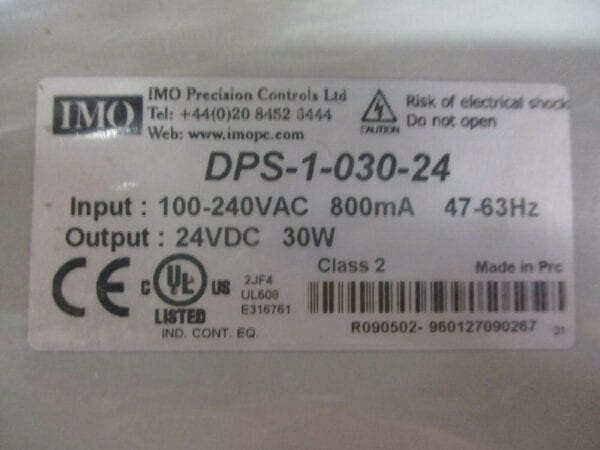 IMO
IMO Precision Controls Ltd
Tel: +44(0)20 8452 6444
Web: www.imopc.com
CAUTION
Risk of electrical shock
Do not open
DPS-1-030-24
Input : 100-240VAC 800mA 47-63Hz
Output : 24VDC 30W
CE
C UL US
LISTED
IND. CONT. EQ.
2JF4
UL508
E316761
Class 2
Made in Prc
R090502- 960127090267